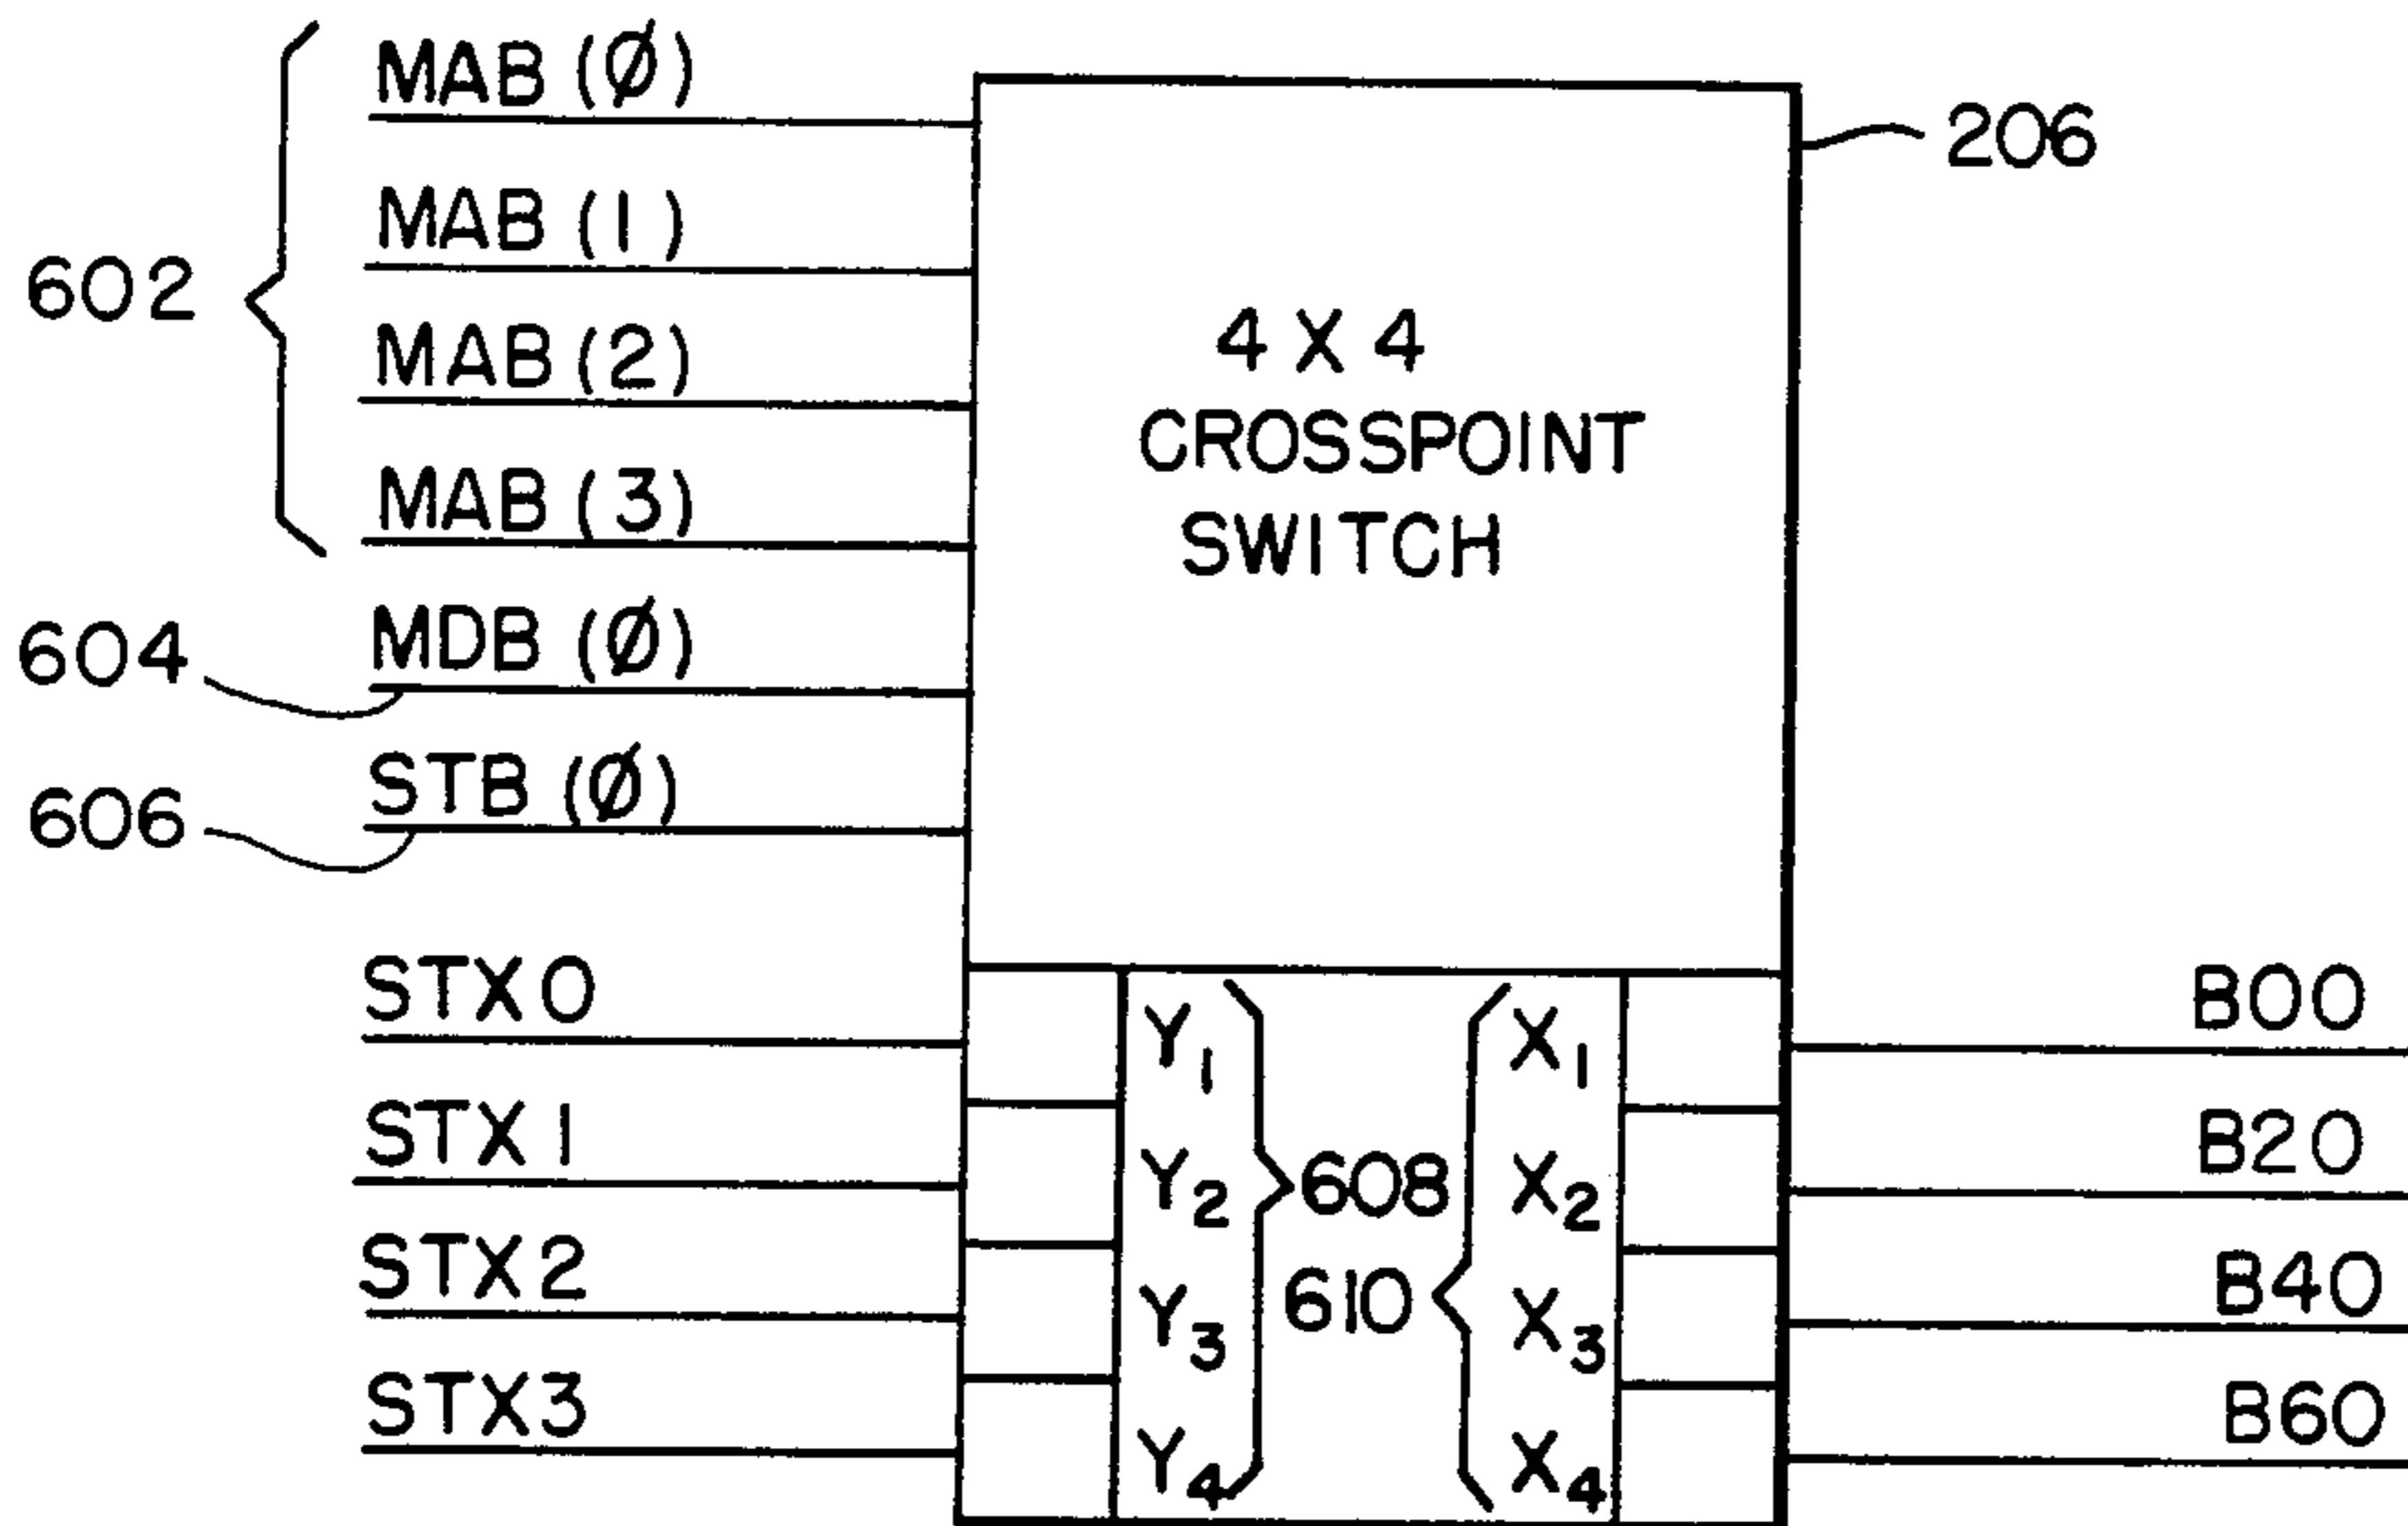 MAB (Ø)
206
MAB (1)
602
MAB (2)
4 X 4
CROSSPOINT
SWITCH
MAB (3)
604
MDB (Ø)
606
STB (Ø)
STX0
Y1
X1
B00
STX1
Y2
608
X2
B20
STX2
Y3
610
X3
B40
STX3
Y4
X4
B60